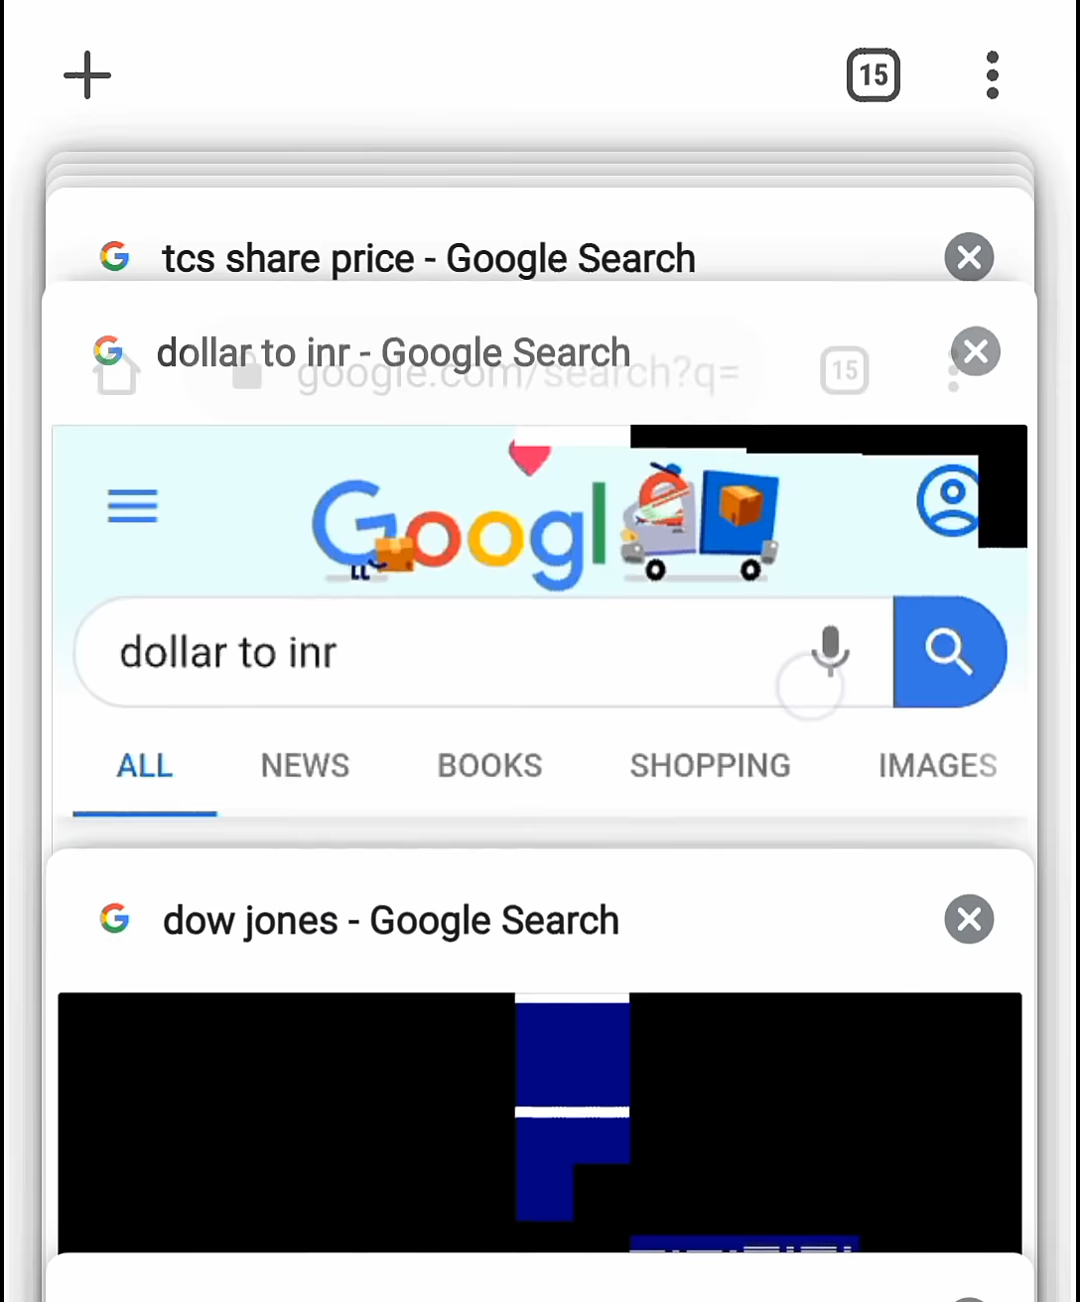 15
tcs share price - Google Search
dollar to inr - Google Search
google.com/search?q=
15
Googl
dollar to inr
ALL NEWS BOOKS SHOPPING IMAGES
dow jones - Google Search